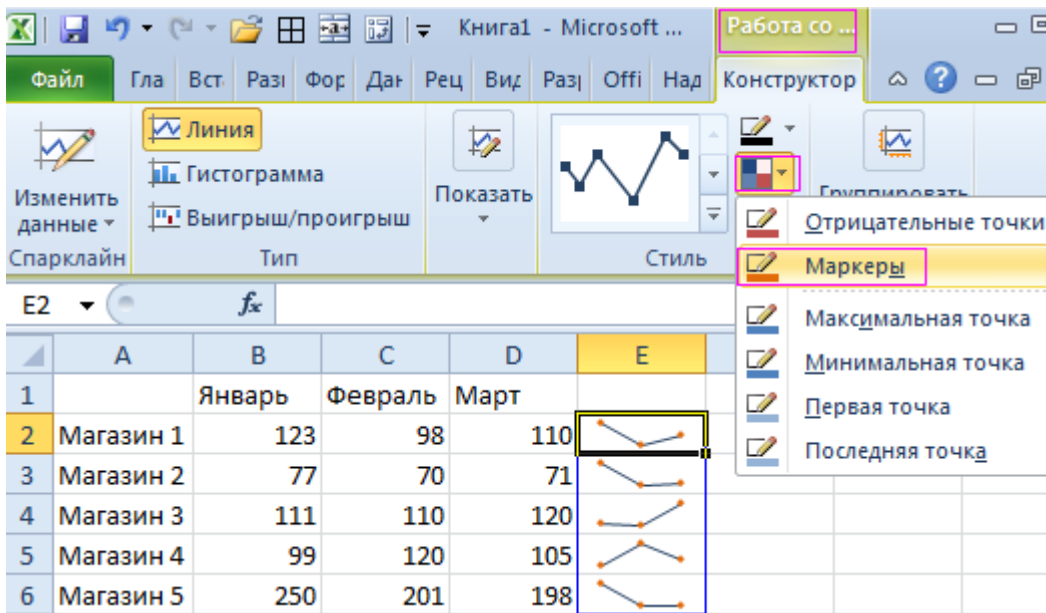 Книга1 - Microsoft ... Работа со ...
Файл Гла Вст. Разı Фор Дан Рец Вид Разр Offi Над Конструктор
Линия
Гистограмма
Выигрыш/проигрыш
Изменить данные
Показать
Группировать
Спарклайн Тип Стиль
Отрицательные точки
Маркеры
Максимальная точка
Минимальная точка
Первая точка
Последняя точка
E2 fx
A B C D E
1 Январь Февраль Март
2 Магазин 1 123 98 110
3 Магазин 2 77 70 71
4 Магазин 3 111 110 120
5 Магазин 4 99 120 105
6 Магазин 5 250 201 198